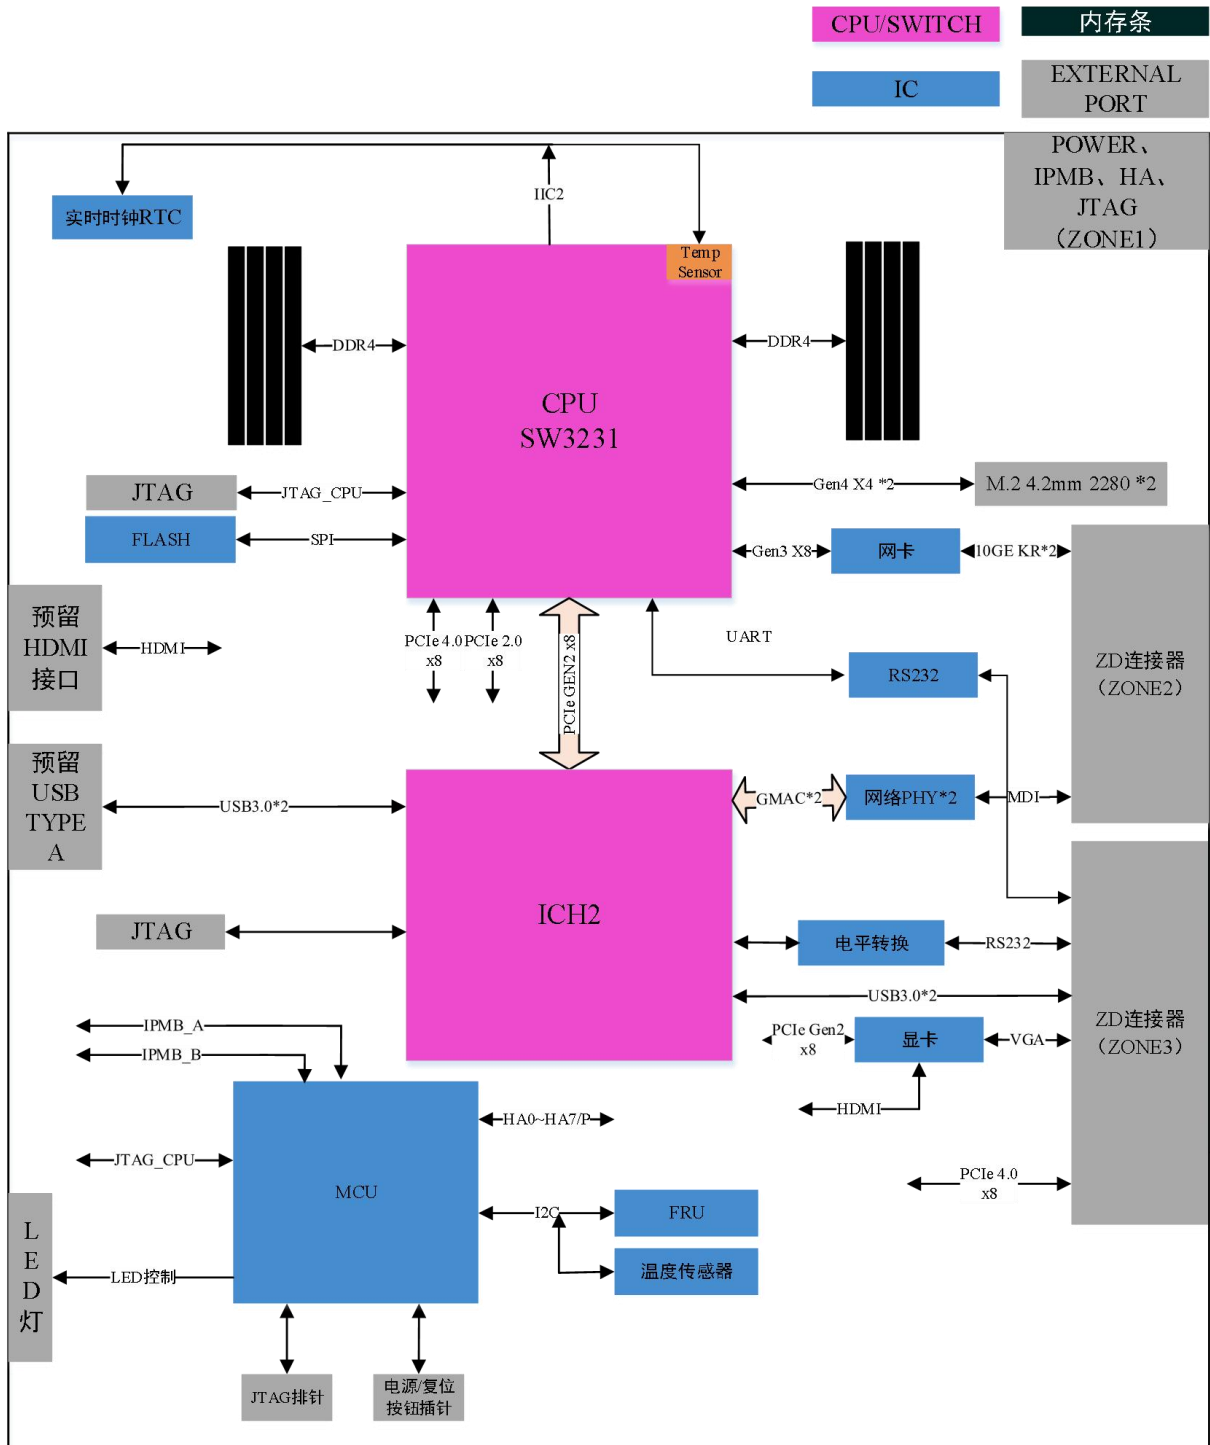 CPU/SWITCH
内存条
IC
EXTERNAL
PORT
POWER、
IPMB、HA、
JTAG
（ZONE1）
IIC2
实时时钟RTC
Temp
Sensor
DDR4
DDR4
CPU
SW3231
JTAG
JTAG_CPU
Gen4 X4 *2
M.2 4.2mm 2280 *2
FLASH
SPI
Gen3 X8
网卡
10GE KR*2
预留
HDMI
接口
HDMI
PCIe 4.0
x8
PCIe 2.0
x8
PCIe GEN2 x8
UART
RS232
ZD连接器
（ZONE2）
预留
USB
TYPE
A
USB3.0*2
GMAC*2
网络PHY*2
MDI
ICH2
JTAG
电平转换
RS232
USB3.0*2
ZD连接器
（ZONE3）
IPMB_A
IPMB_B
PCIe Gen2
x8
显卡
VGA
HDMI
HA0~HA7/P
JTAG_CPU
MCU
PCIe 4.0
x8
I2C
FRU
温度传感器
L
E
D
灯
LED控制
JTAG排针
电源/复位
按钮插针